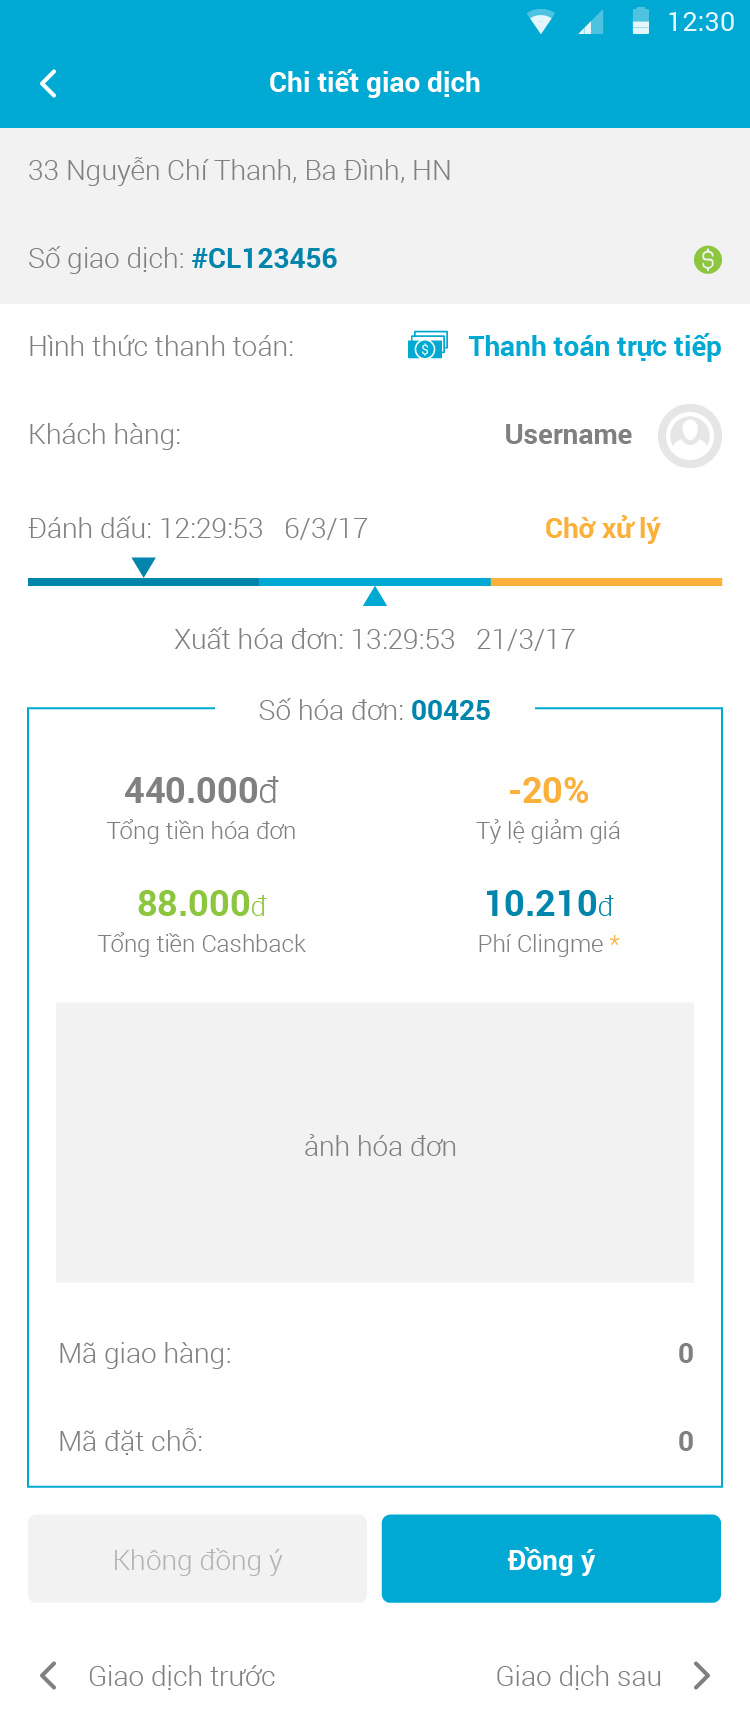 12:30
Chi tiết giao dịch
33 Nguyễn Chí Thanh, Ba Đình, HN
Số giao dịch: #CL123456
Hình thức thanh toán: Thanh toán trực tiếp
Khách hàng: Username
Đánh dấu: 12:29:53 6/3/17 Chờ xử lý
Xuất hóa đơn: 13:29:53 21/3/17
Số hóa đơn: 00425
440.000đ -20%
Tổng tiền hóa đơn Tỷ lệ giảm giá
88.000đ 10.210đ
Tổng tiền Cashback Phí Clingme *
ảnh hóa đơn
Mã giao hàng: 0
Mã đặt chỗ: 0
Không đồng ý Đồng ý
Giao dịch trước Giao dịch sau